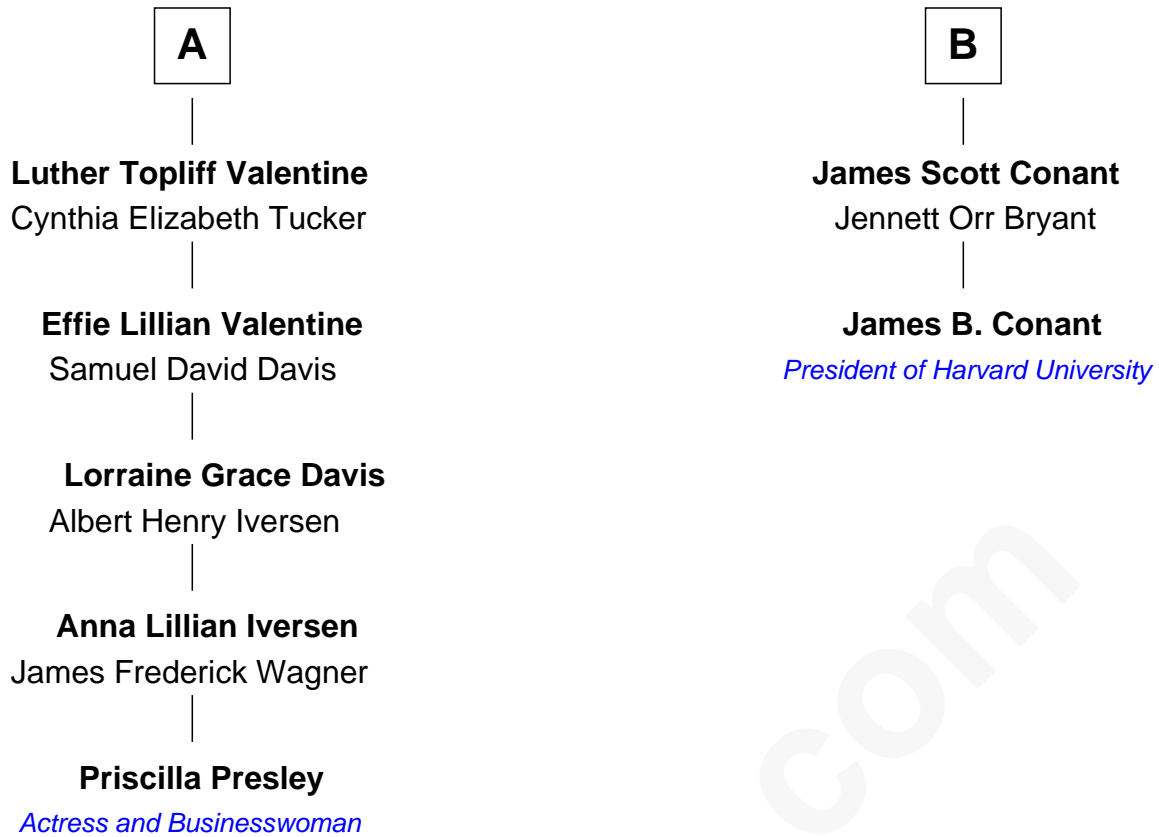 A
Luther Topliff Valentine
Cynthia Elizabeth Tucker
Effie Lillian Valentine
Samuel David Davis
Lorraine Grace Davis
Albert Henry Iversen
Anna Lillian Iversen
James Frederick Wagner
Priscilla Presley
Actress and Businesswoman
B
James Scott Conant
Jennett Orr Bryant
James B. Conant
President of Harvard University
com